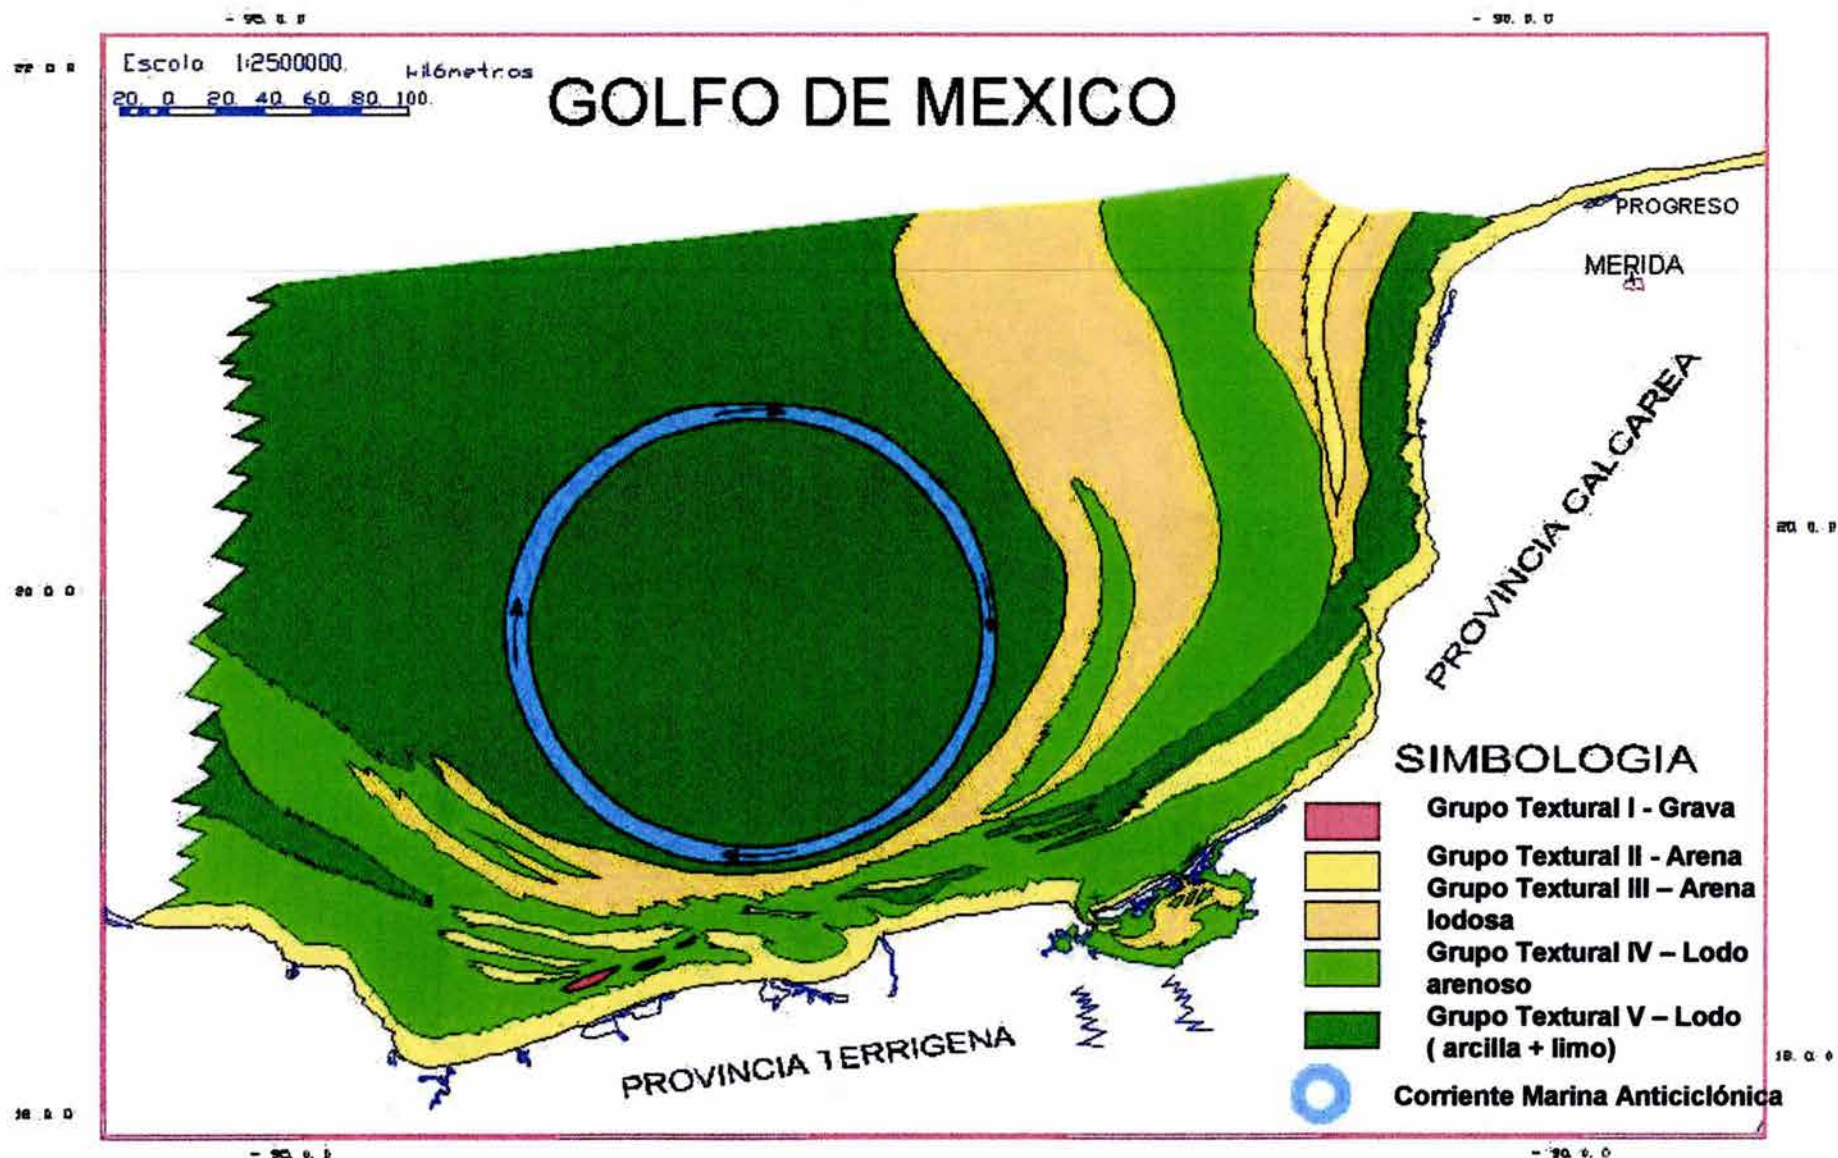 Escala 1:2500000.
kilómetros
20. 0. 20. 40. 60. 80. 100.
GOLFO DE MEXICO
PROGRESO
MERIDA
PROVINCIA CALCAREA
PROVINCIA TERRIGENA
SIMBOLOGIA
Grupo Textural I - Grava
Grupo Textural II - Arena
Grupo Textural III – Arena
lodosa
Grupo Textural IV – Lodo
arenoso
Grupo Textural V – Lodo
( arcilla + limo)
Corriente Marina Anticiclónica